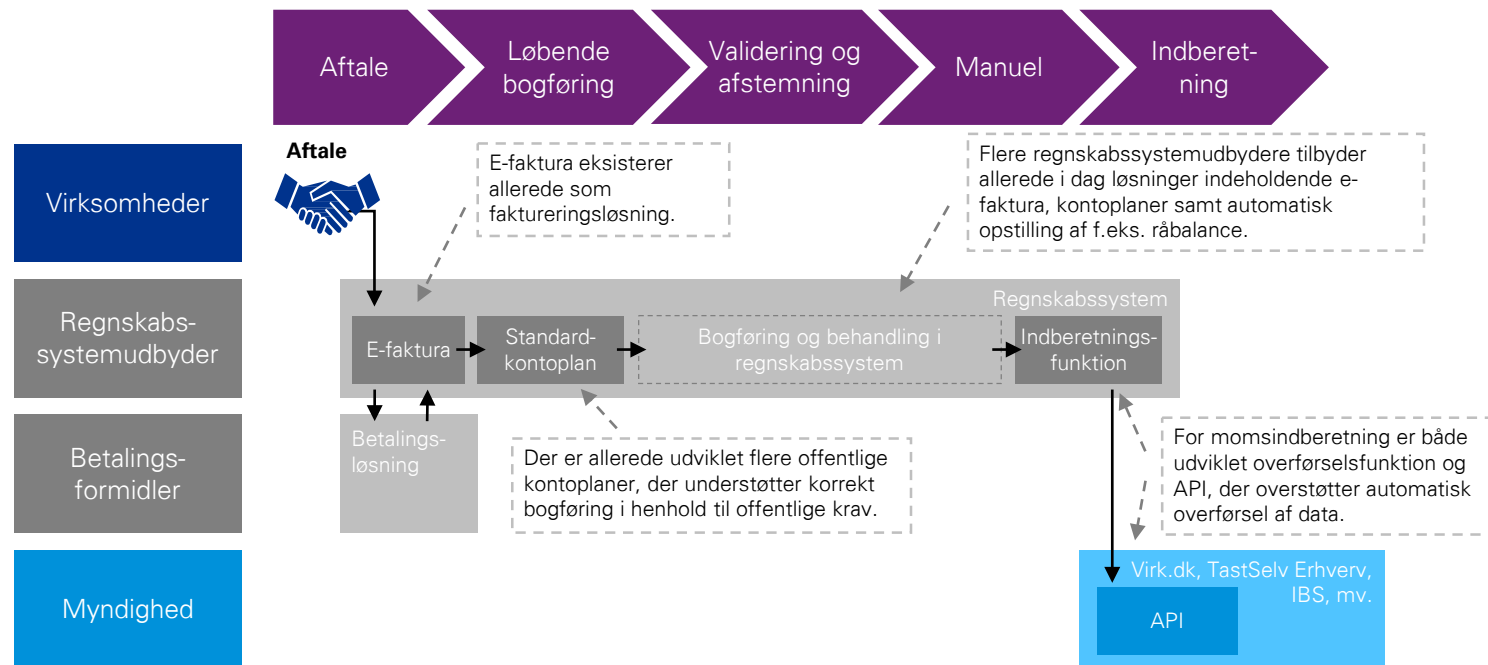 Aftale
Løbende
bogføring
Validering og
afstemning
Manuel
Indberet-
ning
Virksomheder
Aftale
E-faktura eksisterer
allerede som
faktureringsløsning.
Flere regnskabssystemudbydere tilbyder
allerede i dag løsninger indeholdende e-
faktura, kontoplaner samt automatisk
opstilling af f.eks. råbalance.
Regnskabs-
systemudbyder
Regnskabssystem
E-faktura
Standard-
kontoplan
Bogføring og behandling i
regnskabssystem
Indberetnings-
funktion
Betalings-
formidler
Betalings-
løsning
Der er allerede udviklet flere offentlige
kontoplaner, der understøtter korrekt
bogføring i henhold til offentlige krav.
For momsindberetning er både
udviklet overførselsfunktion og
API, der overstøtter automatisk
overførsel af data.
Myndighed
Virk.dk, TastSelv Erhverv,
IBS, mv.
API